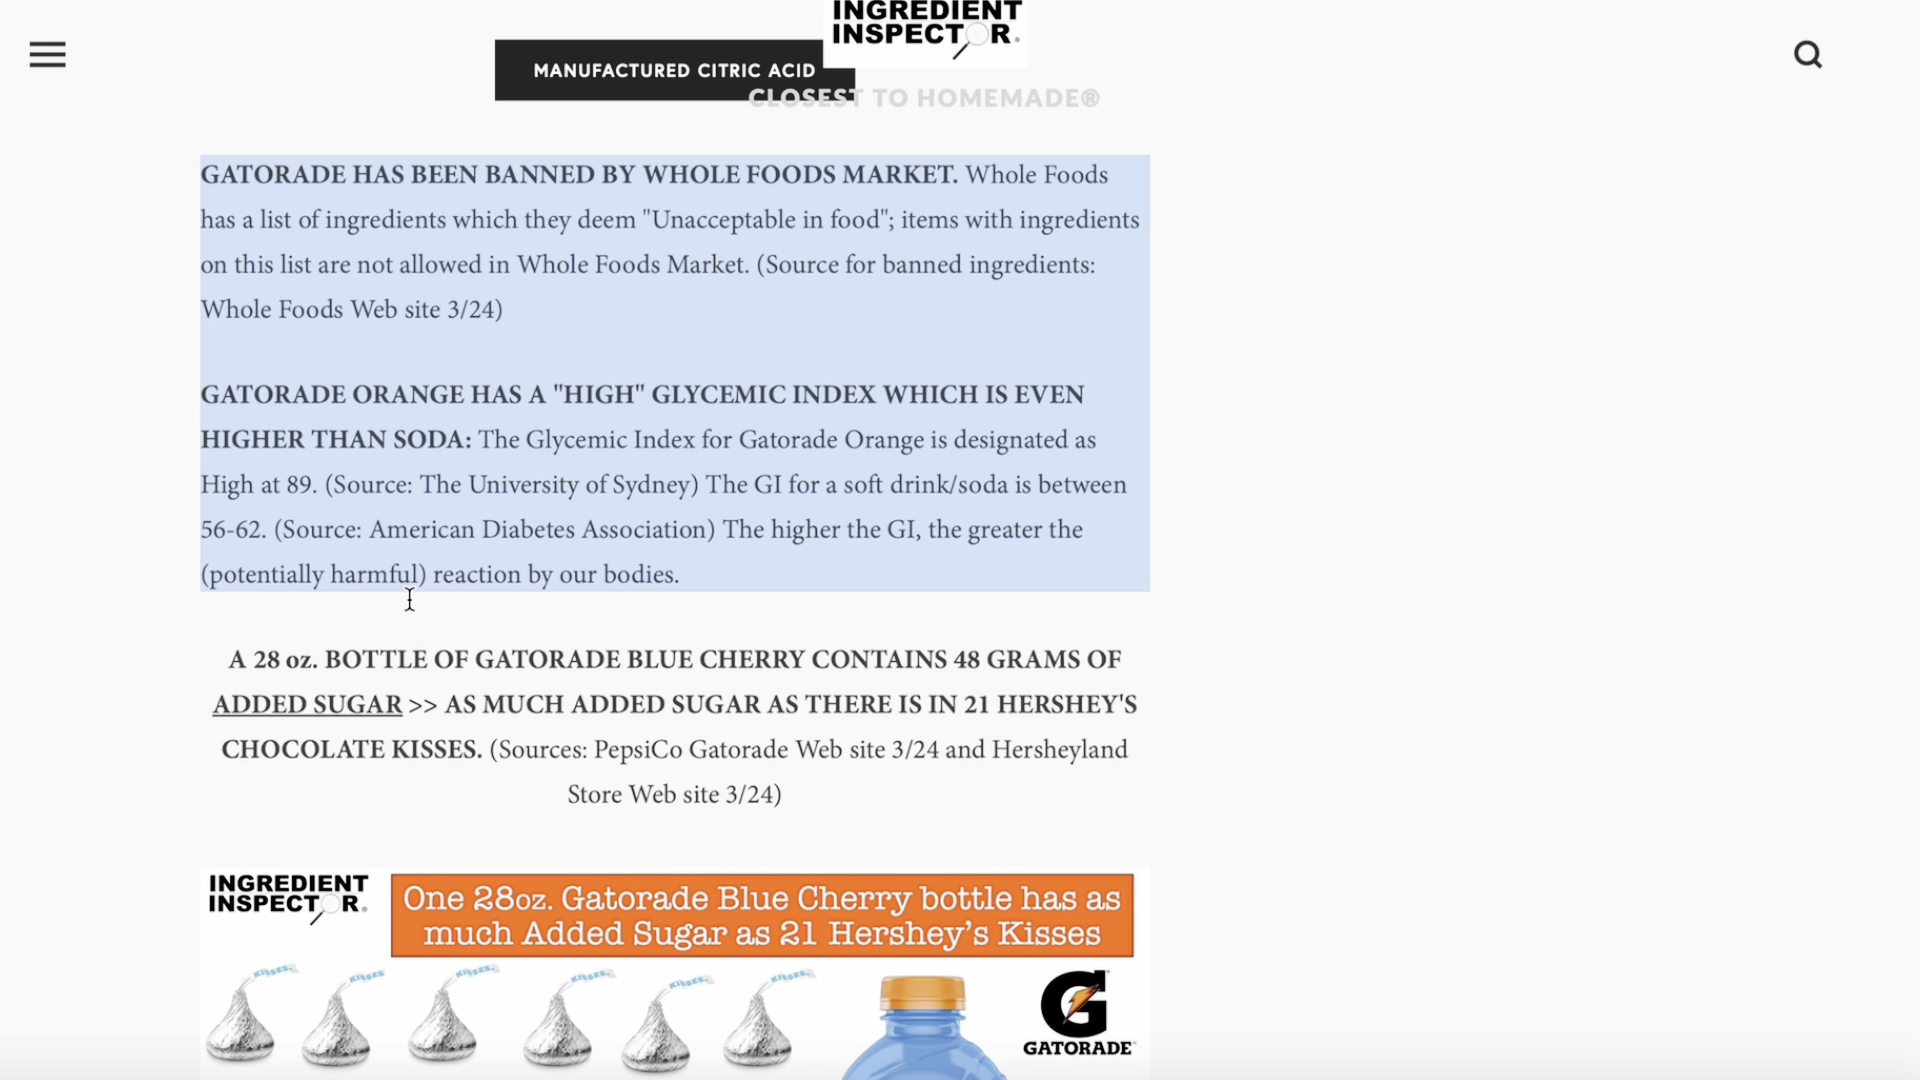 INGREDIENT
INSPECTOR.
MANUFACTURED CITRIC ACID
CLOSEST TO HOMEMADE®
GATORADE HAS BEEN BANNED BY WHOLE FOODS MARKET. Whole Foods
has a list of ingredients which they deem "Unacceptable in food"; items with ingredients
on this list are not allowed in Whole Foods Market. (Source for banned ingredients:
Whole Foods Web site 3/24)
GATORADE ORANGE HAS A "HIGH" GLYCEMIC INDEX WHICH IS EVEN
HIGHER THAN SODA: The Glycemic Index for Gatorade Orange is designated as
High at 89. (Source: The University of Sydney) The GI for a soft drink/soda is between
56-62. (Source: American Diabetes Association) The higher the GI, the greater the
(potentially harmful) reaction by our bodies.
A 28 oz. BOTTLE OF GATORADE BLUE CHERRY CONTAINS 48 GRAMS OF
ADDED SUGAR >> AS MUCH ADDED SUGAR AS THERE IS IN 21 HERSHEY'S
CHOCOLATE KISSES. (Sources: PepsiCo Gatorade Web site 3/24 and Hersheyland
Store Web site 3/24)
INGREDIENT
INSPECTOR.
One 28oz. Gatorade Blue Cherry bottle has as
much Added Sugar as 21 Hershey's Kisses
KISSES KISSES KISSES KISSES KISSES KISSES
G
GATORADE